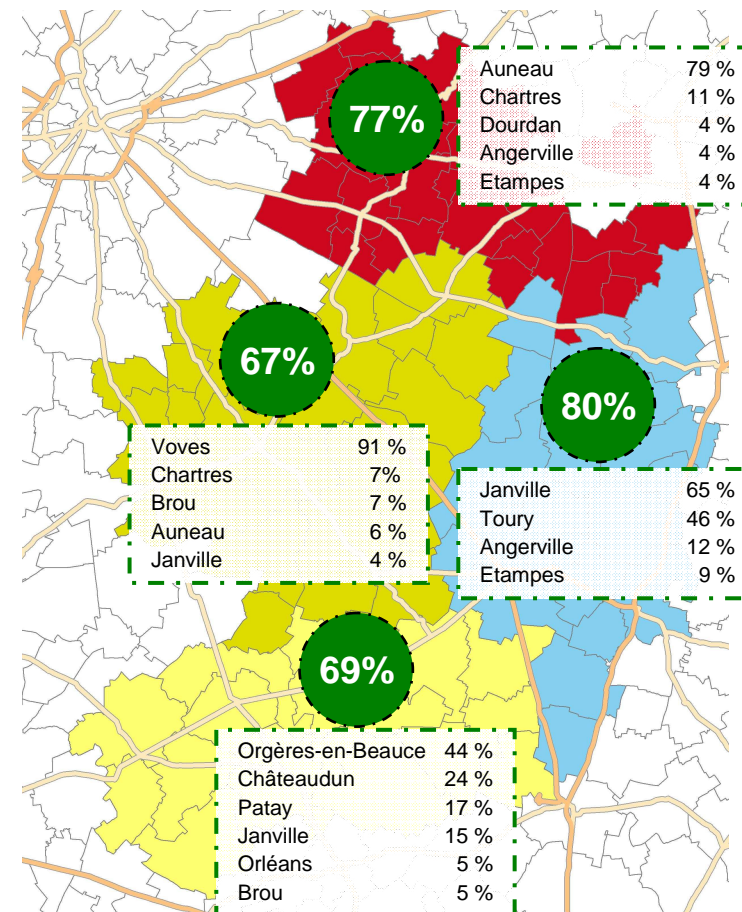 77%
Auneau 79 %
Chartres 11 %
Dourdan 4 %
Angerville 4 %
Etampes 4 %
67%
Voves 91 %
Chartres 7%
Brou 7 %
Auneau 6 %
Janville 4 %
80%
Janville 65 %
Toury 46 %
Angerville 12 %
Etampes 9 %
69%
Orgères-en-Beauce 44 %
Châteaudun 24 %
Patay 17 %
Janville 15 %
Orléans 5 %
Brou 5 %